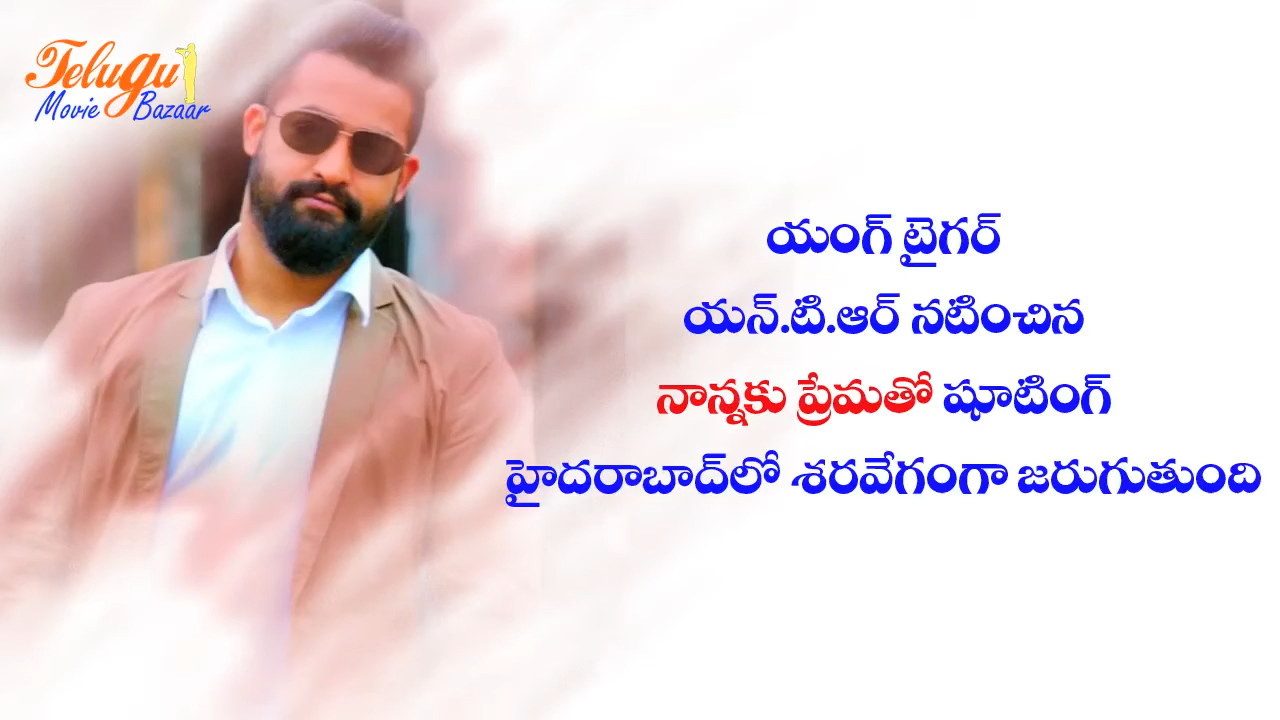 Telugu
Movie Bazaar
యంగ్ టైగర్
యన్.టి.ఆర్ నటించిన
నాన్నకు ప్రేమతో షూటింగ్
హైదరాబాద్‌లో శరవేగంగా జరుగుతుంది